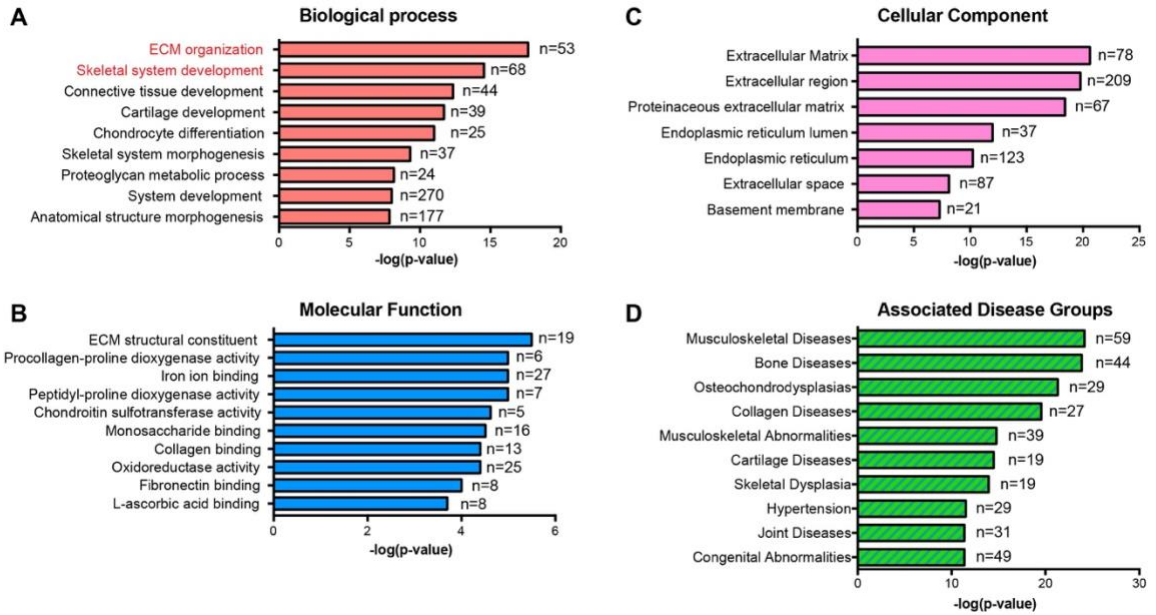 A
Biological process
ECM organization n=53
Skeletal system development n=68
Connective tissue development n=44
Cartilage development n=39
Chondrocyte differentiation n=25
Skeletal system morphogenesis n=37
Proteoglycan metabolic process n=24
System development n=270
Anatomical structure morphogenesis n=177
0 5 10 15 20
-log(p-value)
B
Molecular Function
ECM structural constituent n=19
Procollagen-proline dioxygenase activity n=6
Iron ion binding n=27
Peptidyl-proline dioxygenase activity n=7
Chondroitin sulfotransferase activity n=5
Monosaccharide binding n=16
Collagen binding n=13
Oxidoreductase activity n=25
Fibronectin binding n=8
L-ascorbic acid binding n=8
0 2 4 6
-log(p-value)
C
Cellular Component
Extracellular Matrix n=78
Extracellular region n=209
Proteinaceous extracellular matrix n=67
Endoplasmic reticulum lumen n=37
Endoplasmic reticulum n=123
Extracellular space n=87
Basement membrane n=21
0 5 10 15 20 25
-log(p-value)
D
Associated Disease Groups
Musculoskeletal Diseases n=59
Bone Diseases n=44
Osteochondrodysplasias n=29
Collagen Diseases n=27
Musculoskeletal Abnormalities n=39
Cartilage Diseases n=19
Skeletal Dysplasia n=19
Hypertension n=29
Joint Diseases n=31
Congenital Abnormalities n=49
0 10 20 30
-log(p-value)